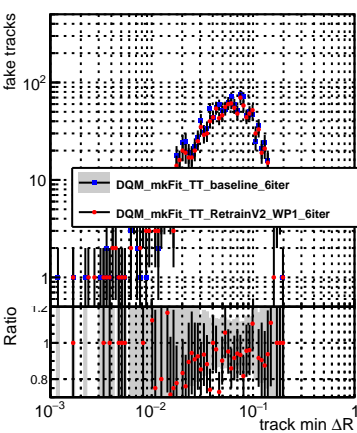 fake tracks
10²
10
1
DQM_mkFit_TT_baseline_6iter
DQM_mkFit_TT_RetrainV2_WP1_6iter
Ratio
1.2
1
0.8
10⁻³ 10⁻² 10⁻¹ 1
track min ΔR